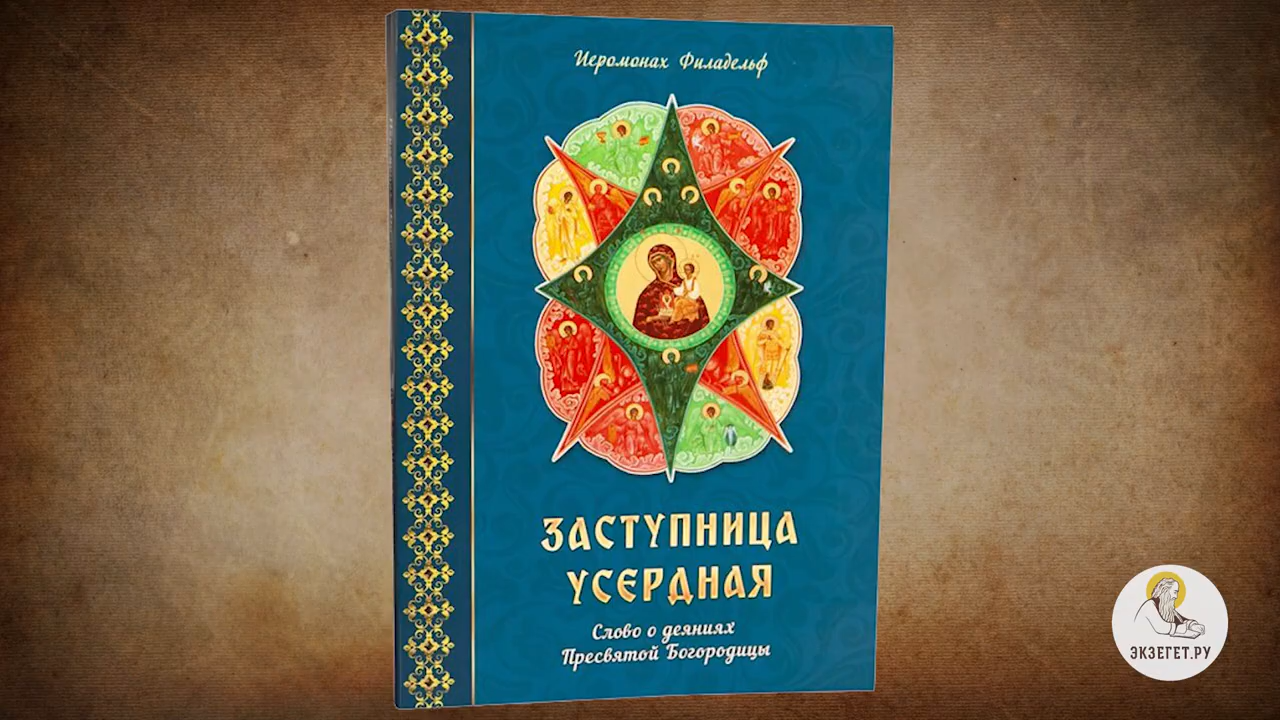 Иеромонах Филадельф
ЗАСТУПНИЦА
УСЕРДНАЯ
Слово о деяниях
Пресвятой Богородицы
ЭКЗЕГЕТ.РУ